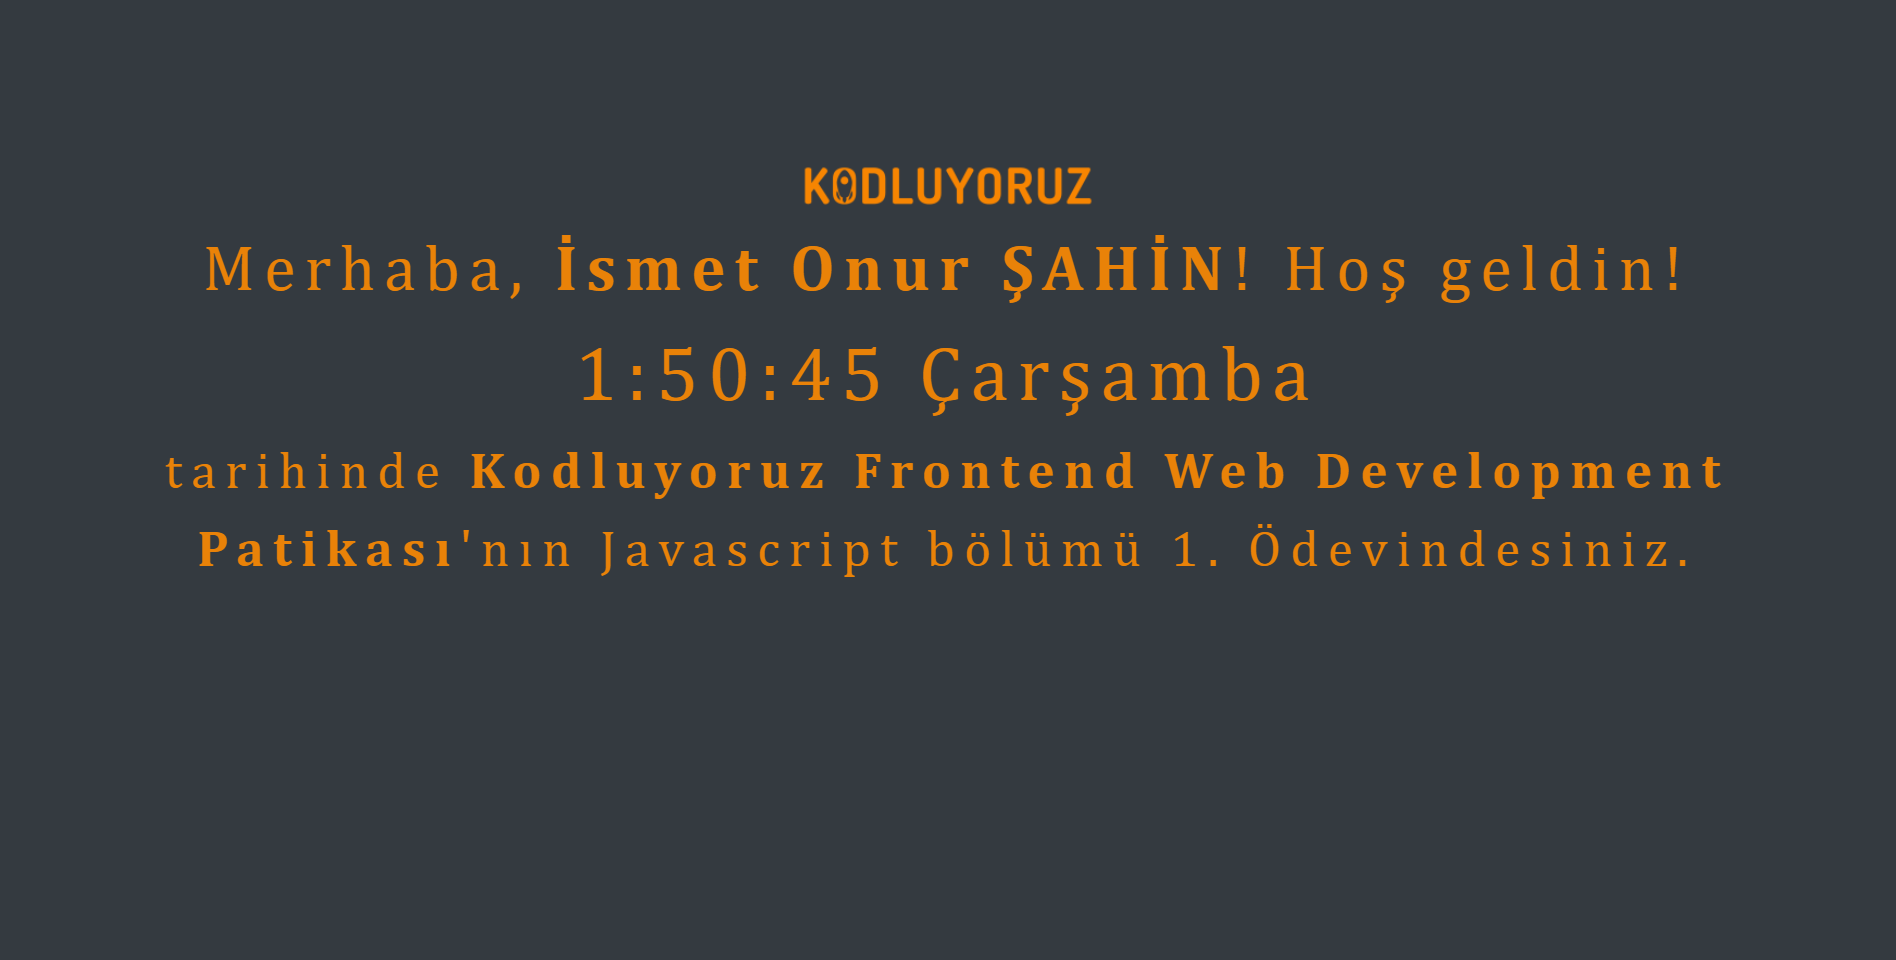 KODLUYORUZ
Merhaba, İsmet Onur ŞAHİN! Hoş geldin!
1:50:45 Çarşamba
tarihinde Kodluyoruz Frontend Web Development
Patikası'nın Javascript bölümü 1. Ödevindesiniz.